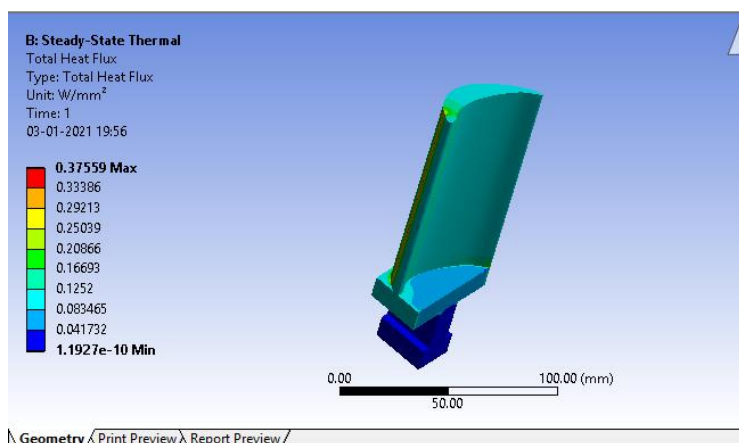 B: Steady-State Thermal
Total Heat Flux
Type: Total Heat Flux
Unit: W/mm²
Time: 1
03-01-2021 19:56
0.37559 Max
0.33386
0.29213
0.25039
0.20866
0.16693
0.1252
0.083465
0.041732
1.1927e-10 Min
0.00 100.00 (mm)
50.00
Geometry Print Preview Report Preview